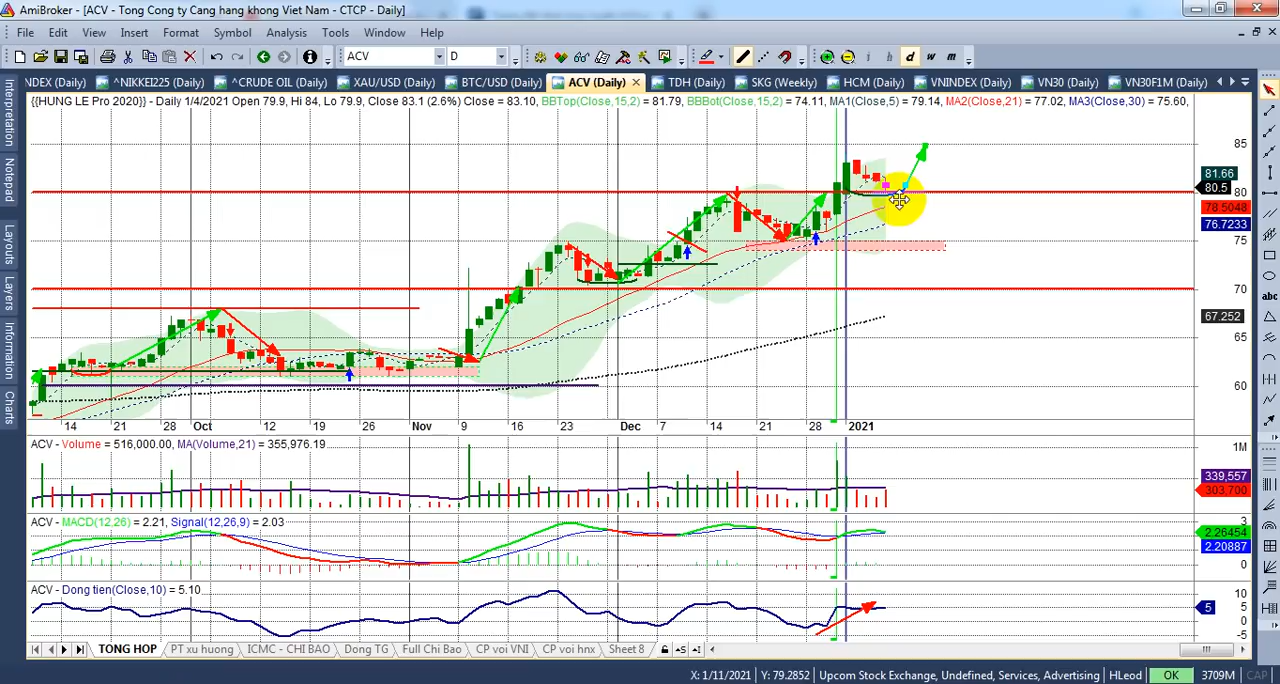 AmiBroker - [ACV - Tong Cong ty Cang hang khong Viet Nam - CTCP - Daily]
File Edit View Insert Format Symbol Analysis Tools Window Help
ACV D i h d w m
NDEX (Daily) ^NIKKEI225 (Daily) ^CRUDE OIL (Daily) XAU/USD (Daily) BTC/USD (Daily) ACV (Daily) TDH (Daily) SKG (Weekly) HCM (Daily) VNINDEX (Daily) VN30 (Daily) VN30F1M (Daily)
Interpretation
Notepad
Layouts
Layers
Information
Charts
{{HUNG LE Pro 2020}} - Daily 1/4/2021 Open 79.9, Hi 84, Lo 79.9, Close 83.1 (2.6%) Close = 83.10, BBTop(Close,15,2) = 81.79, BBBot(Close,15,2) = 74.11, MA1(Close,5) = 79.14, MA2(Close,21) = 77.02, MA3(Close,30) = 75.60,
85
81.66
80.5 80
78.5048
76.7233
75
70
67.252
65
60
14 21 28 Oct 12 19 26 Nov 9 16 23 Dec 7 14 21 28 2021
ACV - Volume = 516,000.00, MA(Volume,21) = 355,976.19
1M
339,557
303,700
ACV - MACD(12,26) = 2.21, Signal(12,26,9) = 2.03
3
2.26454
2.20887
0
ACV - Dong tien(Close,10) = 5.10
10
5 5
0
-5
TONG HOP PT xu huong ICMC - CHI BAO Dong TG Full Chi Bao CP voi VNI CP voi hnx Sheet 8
abc
X: 1/11/2021 Y: 79.2852 Upcom Stock Exchange, Undefined, Services, Advertising HLeod OK 3709M CAP